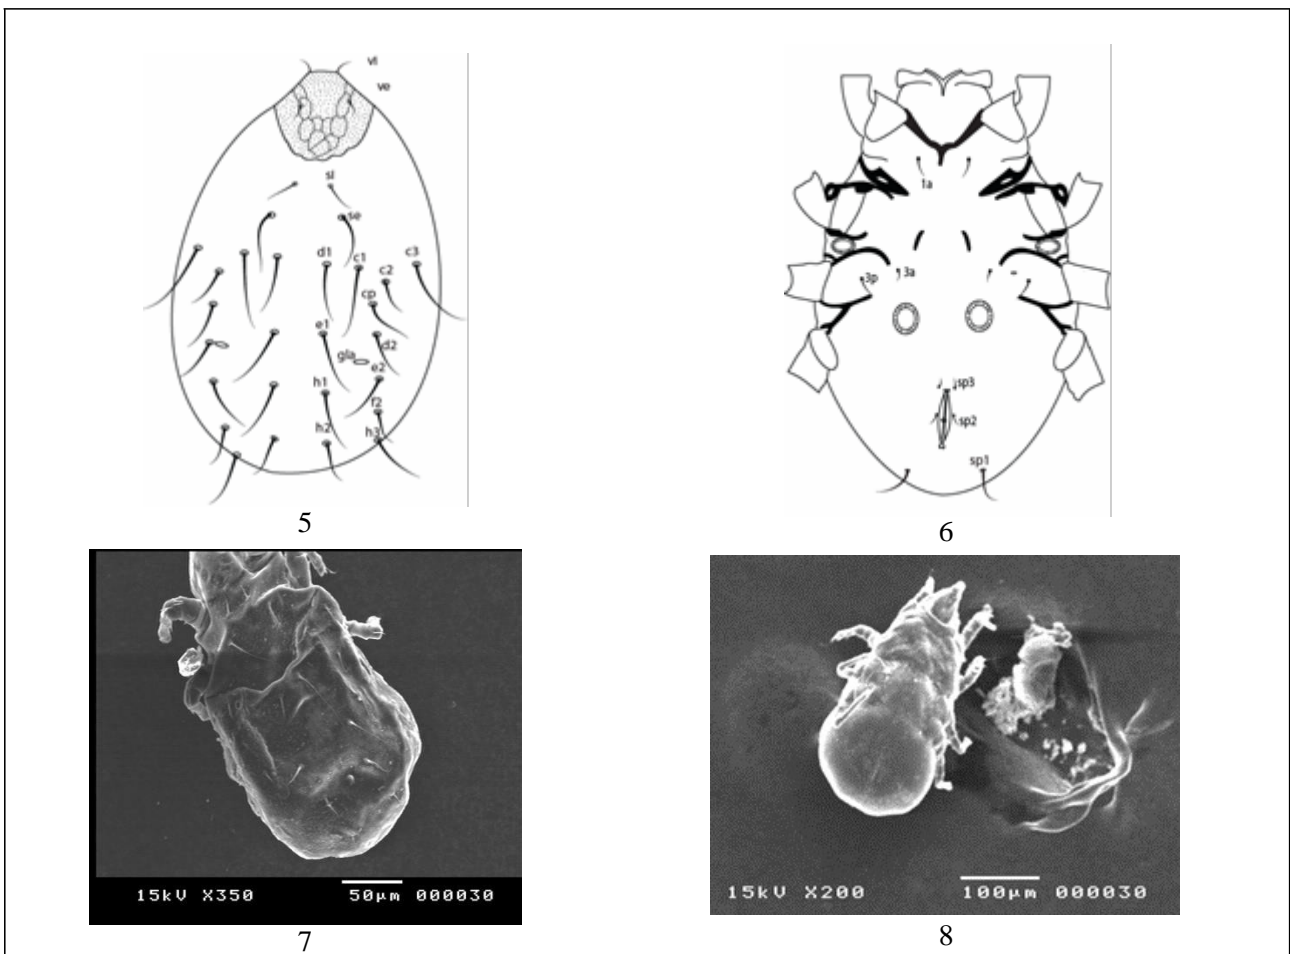 vi
ve
sl
se
d1
c1
c2
c3
cp
e1
d2
gla
e2
h1
f2
h2
h3
5
1a
3p
3a
sp3
sp2
sp1
6
15kV X350 50µm 000030
7
15kV X200 100µm 000030
8